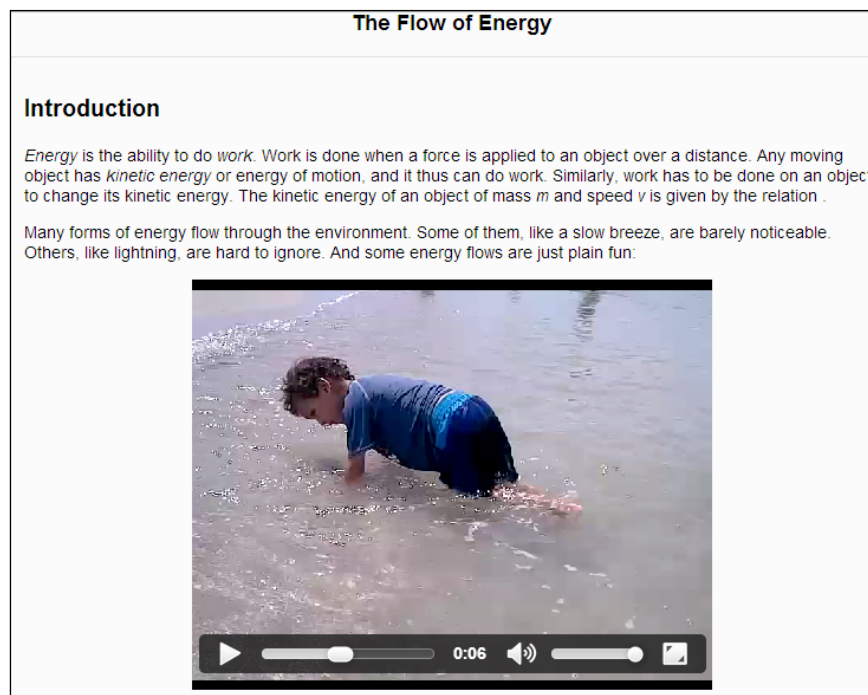 The Flow of Energy
Introduction
Energy is the ability to do work. Work is done when a force is applied to an object over a distance. Any moving
object has kinetic energy or energy of motion, and it thus can do work. Similarly, work has to be done on an objec
to change its kinetic energy. The kinetic energy of an object of mass m and speed v is given by the relation .
Many forms of energy flow through the environment. Some of them, like a slow breeze, are barely noticeable.
Others, like lightning, are hard to ignore. And some energy flows are just plain fun:
0:06